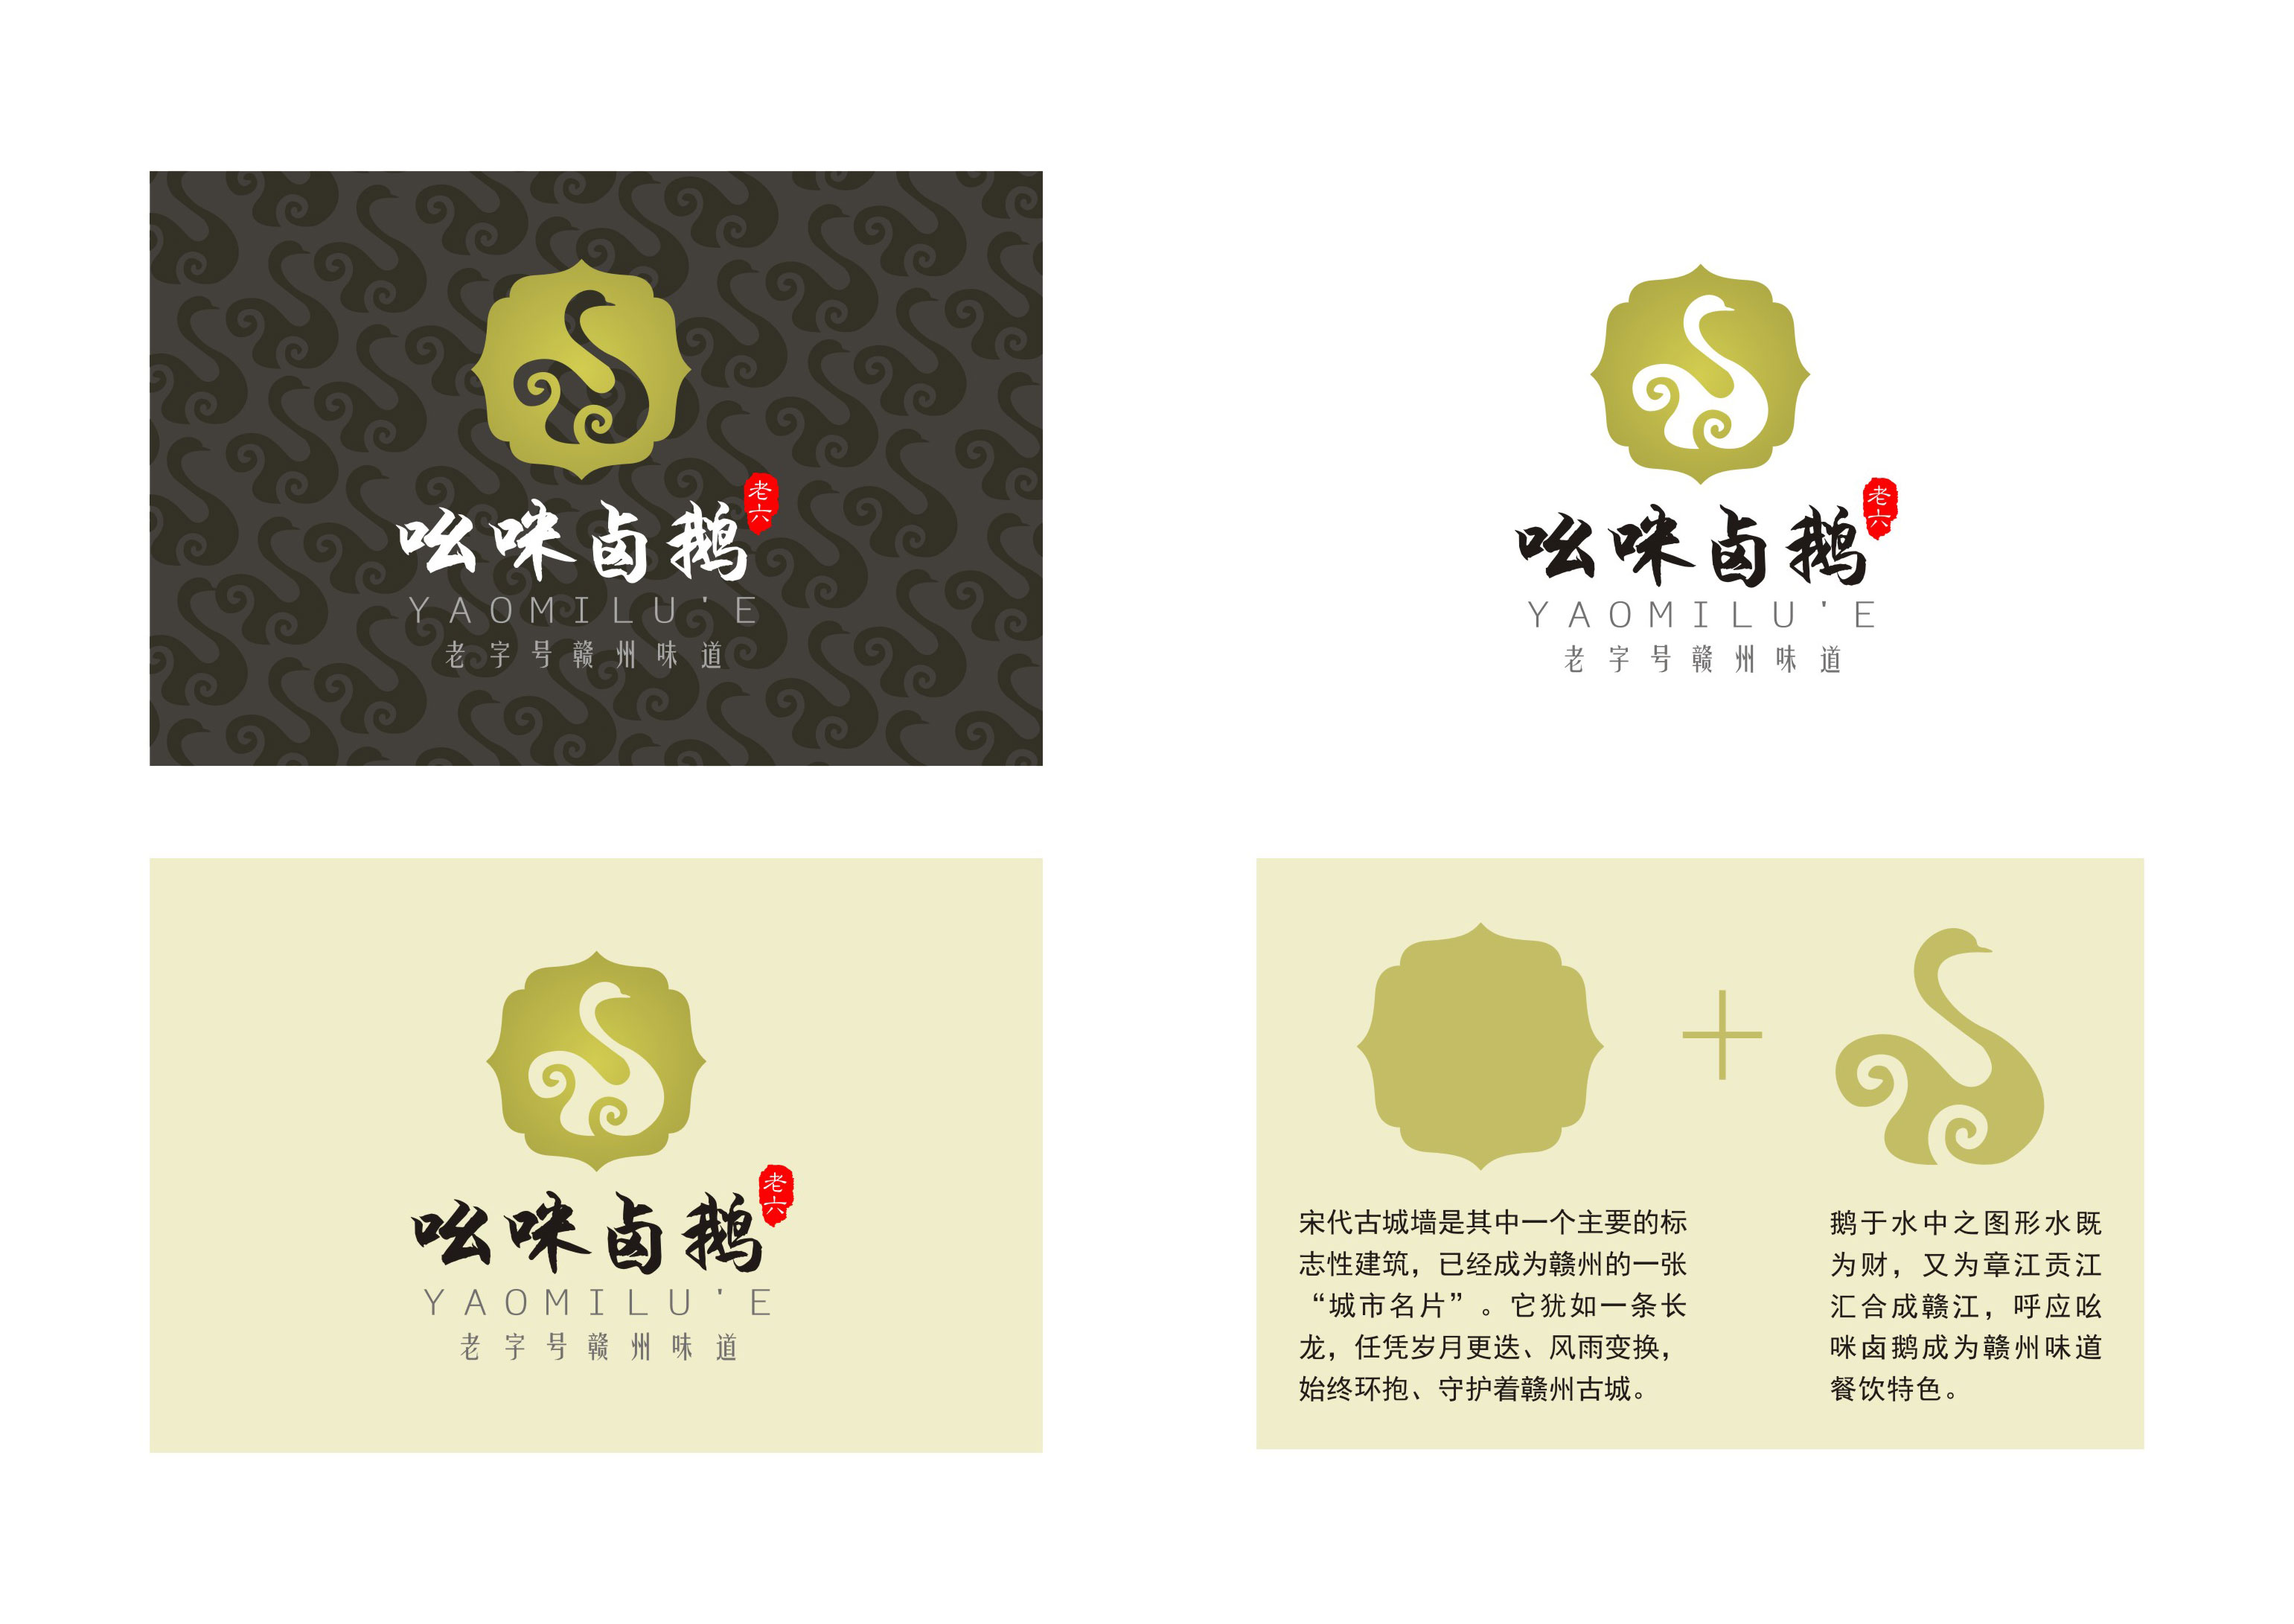 老六
吆咪卤鹅
YAOMILU'E
老字号赣州味道
老六
吆咪卤鹅
YAOMILU'E
老字号赣州味道
老六
吆咪卤鹅
YAOMILU'E
老字号赣州味道
宋代古城墙是其中一个主要的标
志性建筑，已经成为赣州的一张
“城市名片”。它犹如一条长
龙，任凭岁月更迭、风雨变换，
始终环抱、守护着赣州古城。
鹅于水中之图形水既
为财，又为章江贡江
汇合成赣江，呼应吆
咪卤鹅成为赣州味道
餐饮特色。